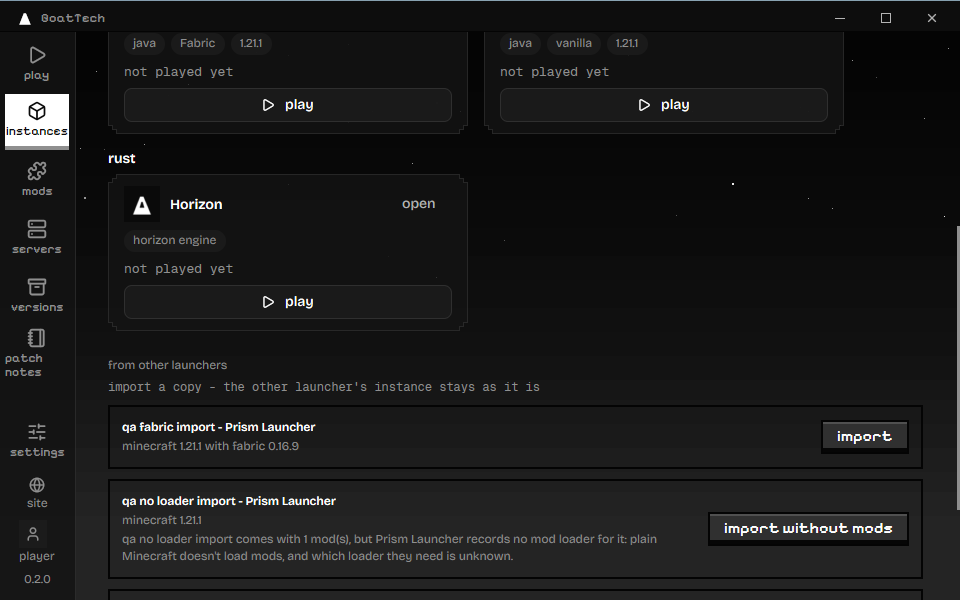 GoatTech
play
instances
mods
servers
versions
patch
notes
settings
site
player
0.2.0
java Fabric 1.21.1
not played yet
play
java vanilla 1.21.1
not played yet
play
rust
Horizon open
horizon engine
not played yet
play
from other launchers
import a copy - the other launcher's instance stays as it is
qa fabric import - Prism Launcher
minecraft 1.21.1 with fabric 0.16.9
import
qa no loader import - Prism Launcher
minecraft 1.21.1
qa no loader import comes with 1 mod(s), but Prism Launcher records no mod loader for it: plain
Minecraft doesn't load mods, and which loader they need is unknown.
import without mods